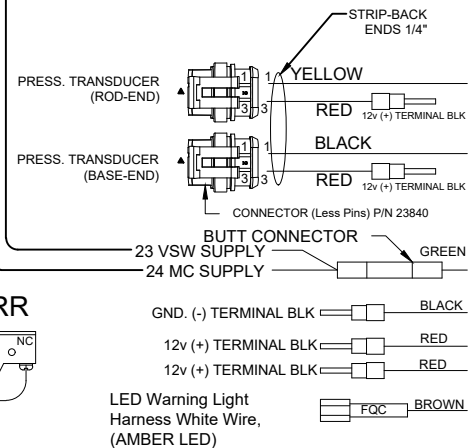 STRIP-BACK
ENDS 1/4"
PRESS. TRANSDUCER
(ROD-END)
1 1 YELLOW
3 3 RED 12v (+) TERMINAL BLK
PRESS. TRANSDUCER
(BASE-END)
1 1 BLACK
3 3 RED 12v (+) TERMINAL BLK
CONNECTOR (Less Pins) P/N 23840
BUTT CONNECTOR
23 VSW SUPPLY
GREEN
24 MC SUPPLY
RR
NC
GND. (-) TERMINAL BLK BLACK
12v (+) TERMINAL BLK RED
12v (+) TERMINAL BLK RED
LED Warning Light
Harness White Wire,
(AMBER LED)
FQC BROWN